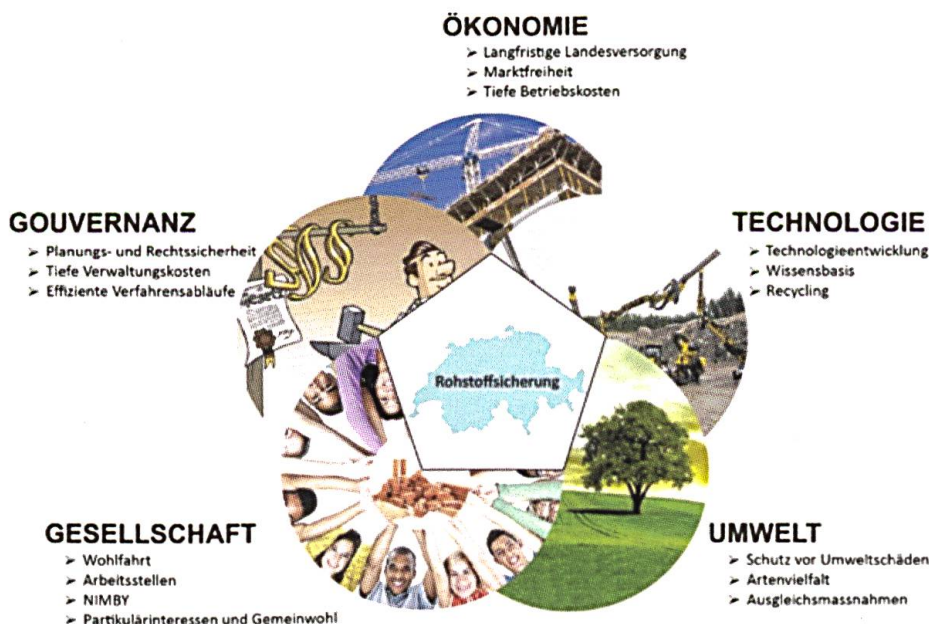 ÖKONOMIE
➢ Langfristige Landesversorgung
➢ Marktfreiheit
➢ Tiefe Betriebskosten
GOUVERNANZ
➢ Planungs- und Rechtssicherheit
➢ Tiefe Verwaltungskosten
➢ Effiziente Verfahrensabläufe
TECHNOLOGIE
➢ Technologieentwicklung
➢ Wissensbasis
➢ Recycling
Rohstoffsicherung
GESELLSCHAFT
➢ Wohlfahrt
➢ Arbeitsstellen
➢ NIMBY
➢ Partikulärinteressen und Gemeinwohl
UMWELT
➢ Schutz vor Umweltschäden
➢ Artenvielfalt
➢ Ausgleichsmassnahmen